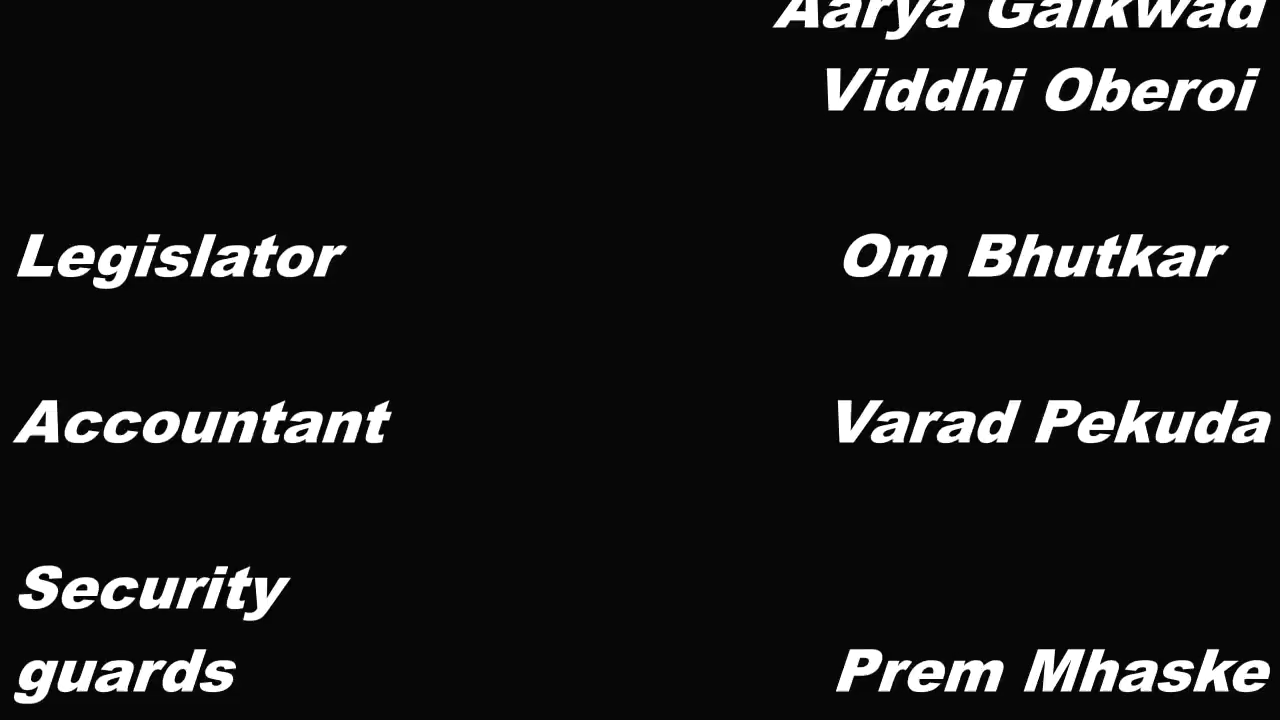 Aarya Gaikwad
Viddhi Oberoi
Legislator Om Bhutkar
Accountant Varad Pekuda
Security
guards Prem Mhaske